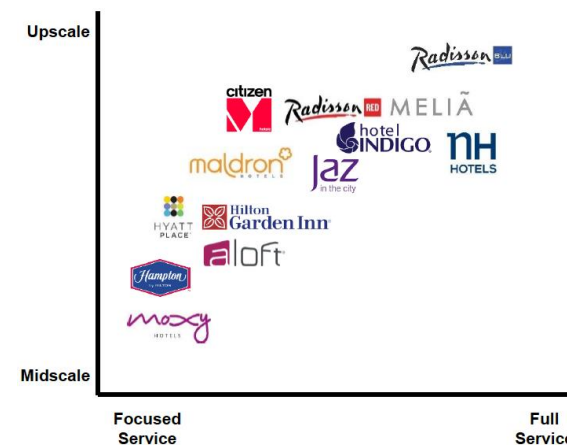 Upscale
Radisson BLU
citizen
M
hotels
Radisson RED
MELIÃ
hotel
INDIGO
nH
HOTELS
maldron
HOTELS
Jaz
in the city
HYATT
PLACE
Hilton
Garden Inn
aloft
Hampton
by HILTON
moxy
HOTELS
Midscale
Focused
Service
Full
Service